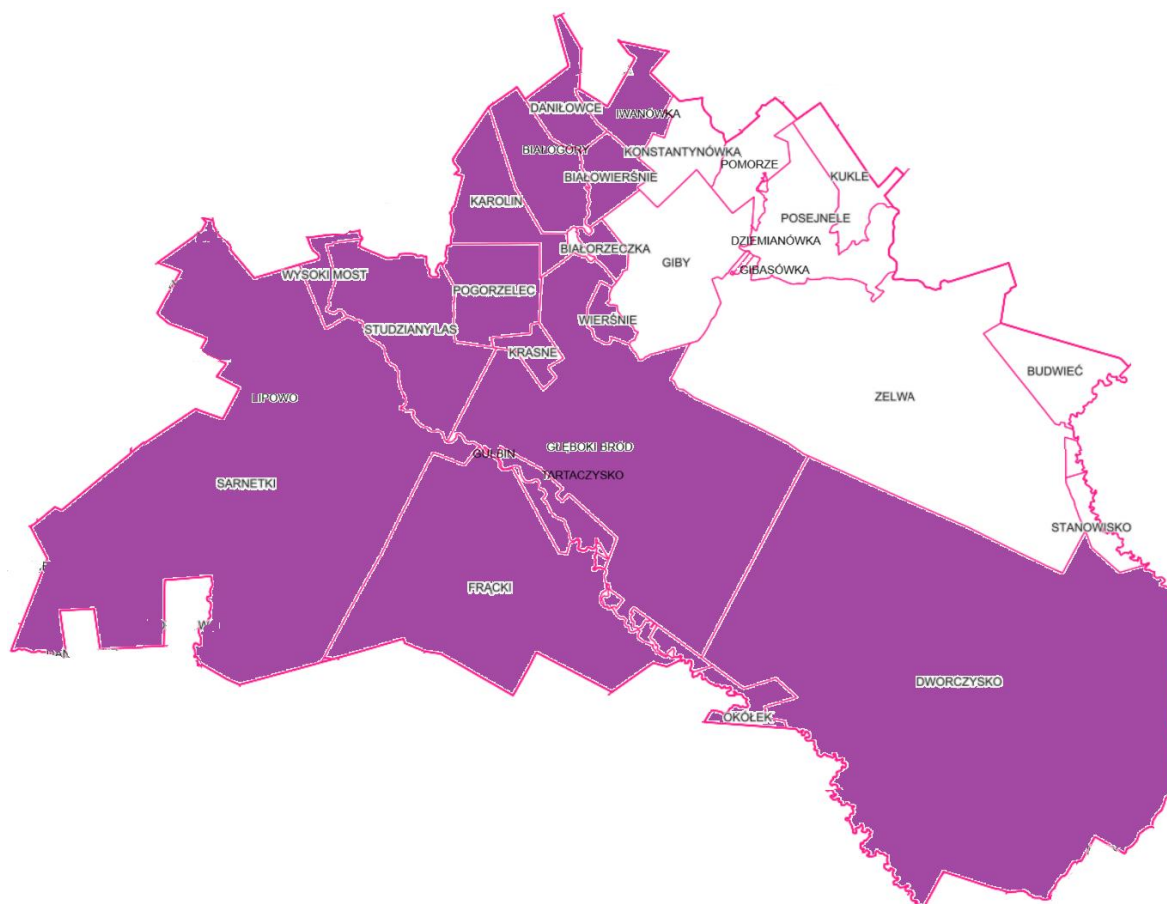 DANIŁOWCE
IWANÓWKA
BIAŁOGÓRY
KONSTANTYNÓWKA
POMORZE
BIAŁOWIERŚNIE
KUKLE
KAROLIN
POSEJNELE
DZIEMIANÓWKA
BIAŁORZECZKA
GIBY
GIBASÓWKA
WYSOKI MOST
POGORZELEC
WIERŚNIE
STUDZIANY LAS
KRASNE
BUDWIEĆ
LIPOWO
ZELWA
GŁĘBOKI BRÓD
GULBIN
TARTACZYSKO
SARNETKI
STANOWISKO
FRĄCKI
DWORCZYSKO
OKÓŁEK